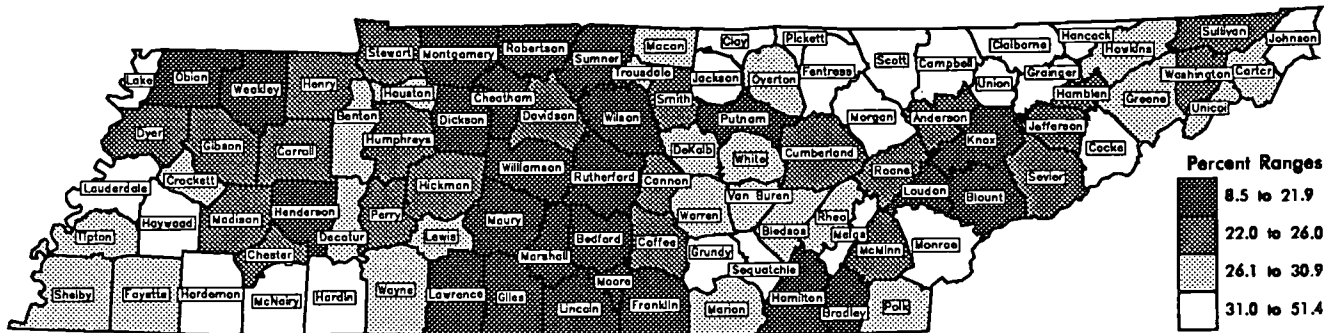 Stewart
Montgomery
Robertson
Sumner
Macon
Clay
Pickett
Scott
Campbell
Claiborne
Hancock
Hawkins
Sullivan
Johnson
Lake
Obion
Weakley
Henry
Houston
Benton
Cheatham
Davidson
Wilson
Trousdale
Smith
Jackson
Overton
Fentress
Union
Grainger
Hamblen
Washington
Carter
Greene
Unicoi
Dyer
Gibson
Carroll
Humphreys
Dickson
Putnam
Morgan
Anderson
Knox
Jefferson
Cocke
Lauderdale
Crockett
Hickman
Williamson
Rutherford
DeKalb
White
Cumberland
Roane
Loudon
Blount
Sevier
Haywood
Madison
Henderson
Perry
Maury
Cannon
Van Buren
Tipton
Chester
Decatur
Lewis
Marshall
Bedford
Coffee
Warren
Bledsoe
Rhea
Meigs
McMinn
Monroe
Shelby
Fayette
Hardeman
McNairy
Hardin
Wayne
Lawrence
Giles
Lincoln
Moore
Franklin
Grundy
Sequatchie
Marion
Hamilton
Bradley
Polk
Percent Ranges
8.5 to 21.9
22.0 to 26.0
26.1 to 30.9
31.0 to 51.4